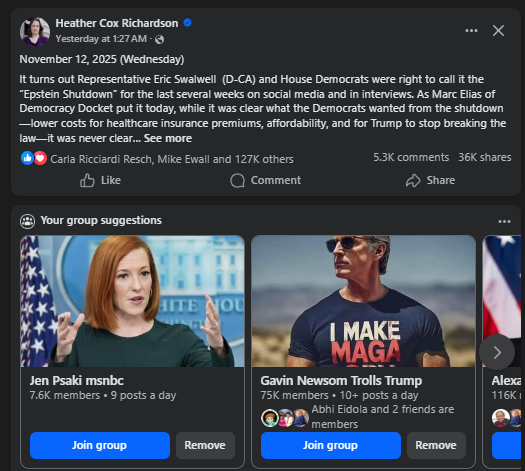 Heather Cox Richardson
Yesterday at 1:27 AM ·
November 12, 2025 (Wednesday)
It turns out Representative Eric Swalwell (D-CA) and House Democrats were right to call it the
“Epstein Shutdown” for the last several weeks on social media and in interviews. As Marc Elias of
Democracy Docket put it today, while it was clear what the Democrats wanted from the shutdown
—lower costs for healthcare insurance premiums, affordability, and for Trump to stop breaking the
law—it was never clear... See more
Carla Ricciardi Resch, Mike Ewall and 127K others
5.3K comments 36K shares
Like Comment Share
Your group suggestions
WHITE HOU
I MAKE
MAGA
Jen Psaki msnbc
7.6K members • 9 posts a day
Join group Remove
Gavin Newsom Trolls Trump
75K members • 10+ posts a day
Abhi Eidola and 2 friends are
members
Join group Remove
Alexa
116K